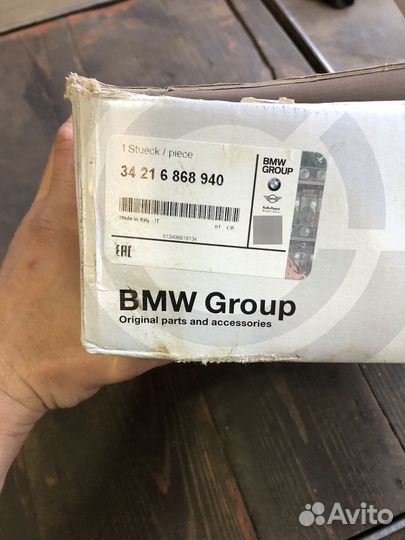 1 Stueck / piece
34 21 6 868 940
BMW
GROUP
Made in Italy - IT
01
EAC
BMW Group
Original parts and accessories
Avito